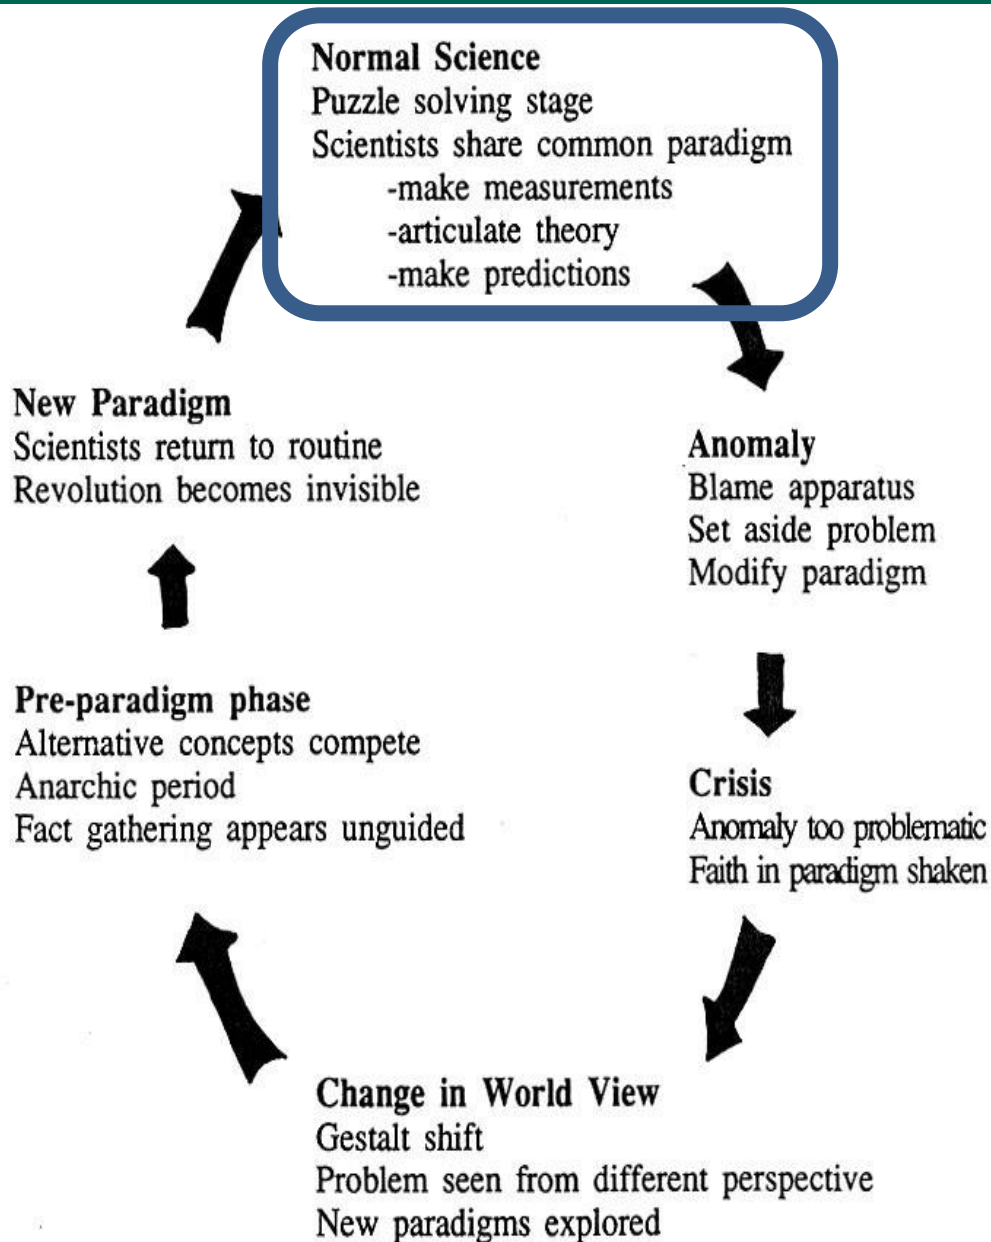 Normal Science
Puzzle solving stage
Scientists share common paradigm
-make measurements
-articulate theory
-make predictions
Anomaly
Blame apparatus
Set aside problem
Modify paradigm
Crisis
Anomaly too problematic
Faith in paradigm shaken
Change in World View
Gestalt shift
Problem seen from different perspective
New paradigms explored
Pre-paradigm phase
Alternative concepts compete
Anarchic period
Fact gathering appears unguided
New Paradigm
Scientists return to routine
Revolution becomes invisible